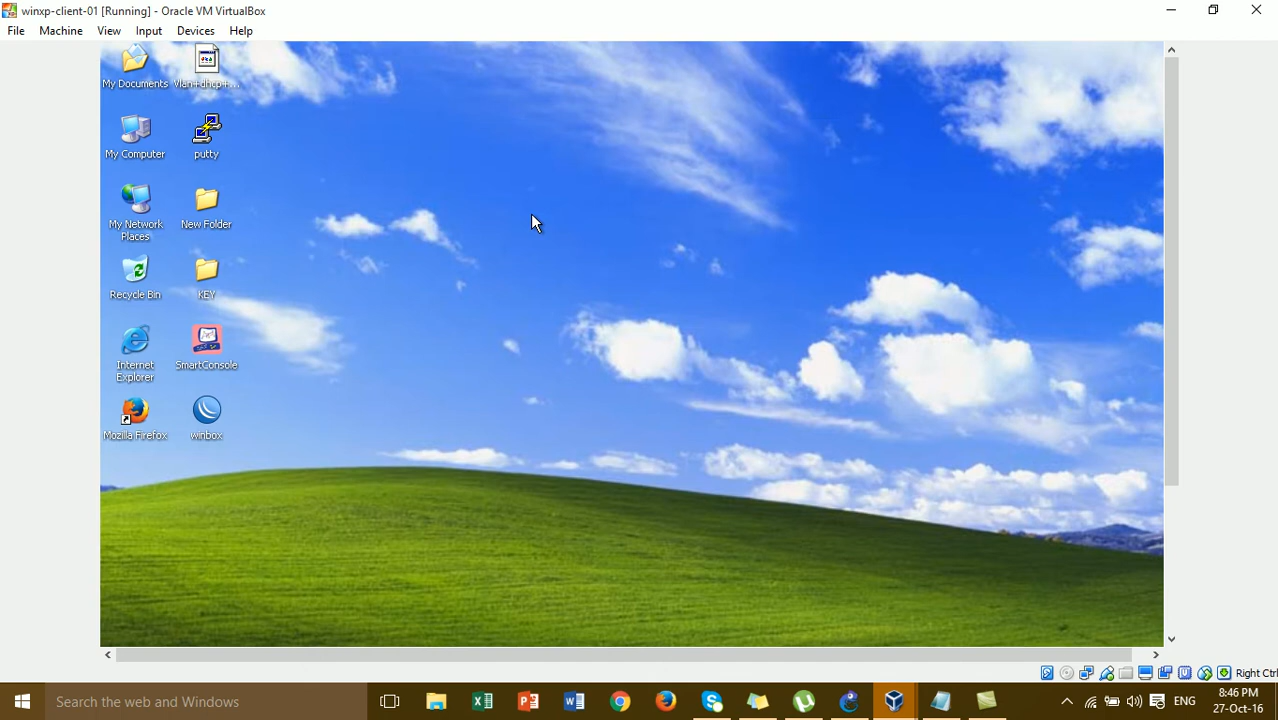 winxp-client-01 [Running] - Oracle VM VirtualBox
File Machine View Input Devices Help
My Documents
Vlan+dhcp+...
My Computer
putty
My Network
Places
New Folder
Recycle Bin
KEY
Internet
Explorer
SmartConsole
Mozilla Firefox
winbox
Right Ctrl
Search the web and Windows
ENG
8:46 PM
27-Oct-16